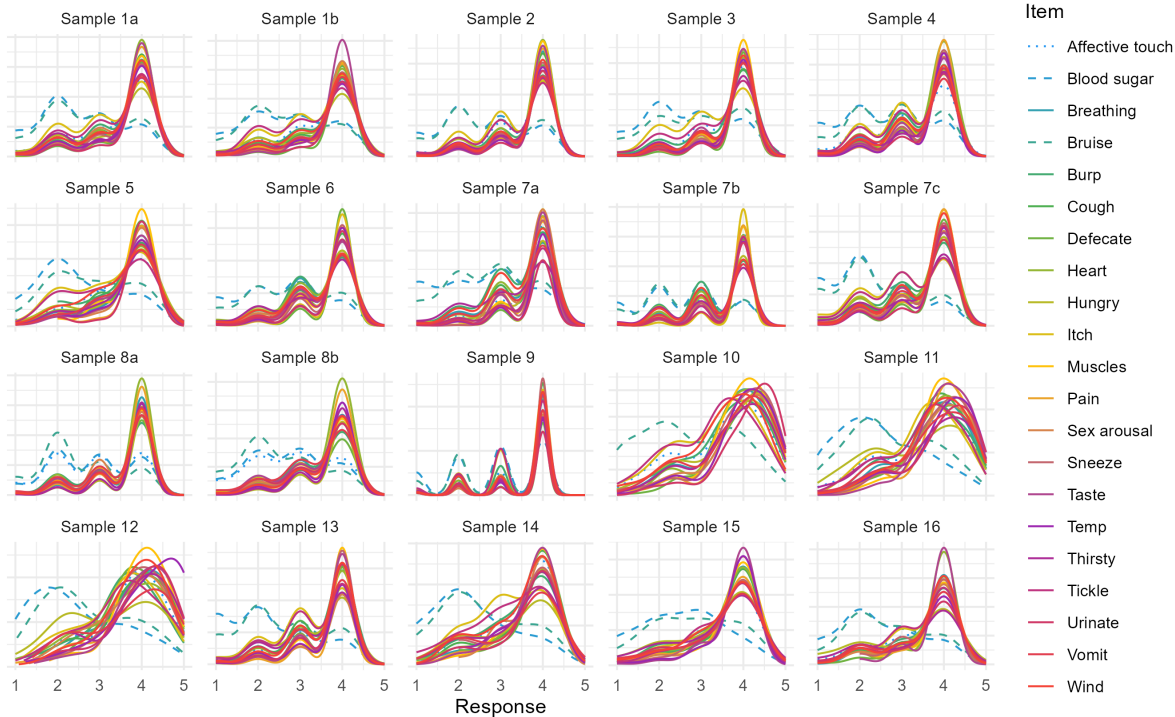 Sample 1a Sample 1b Sample 2 Sample 3 Sample 4
Sample 5 Sample 6 Sample 7a Sample 7b Sample 7c
Sample 8a Sample 8b Sample 9 Sample 10 Sample 11
Sample 12 Sample 13 Sample 14 Sample 15 Sample 16
1 2 3 4 5 1 2 3 4 5 1 2 3 4 5 1 2 3 4 5 1 2 3 4 5
Response
Item
Affective touch
Blood sugar
Breathing
Bruise
Burp
Cough
Defecate
Heart
Hungry
Itch
Muscles
Pain
Sex arousal
Sneeze
Taste
Temp
Thirsty
Tickle
Urinate
Vomit
Wind